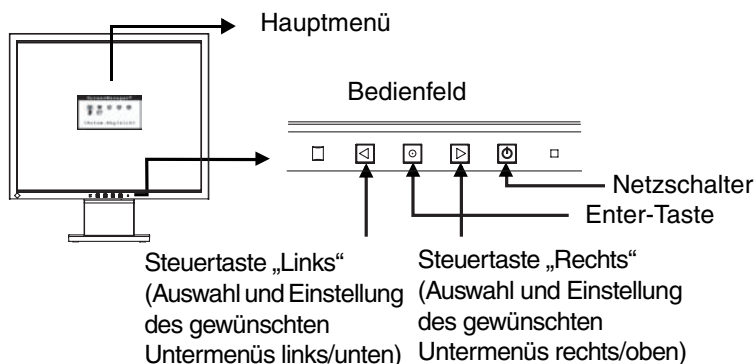 Hauptmenü
Bedienfeld
Netzschalter
Enter-Taste
Steuertaste „Links“
(Auswahl und Einstellung
des gewünschten
Untermenüs links/unten)
Steuertaste „Rechts“
(Auswahl und Einstellung
des gewünschten
Untermenüs rechts/oben)